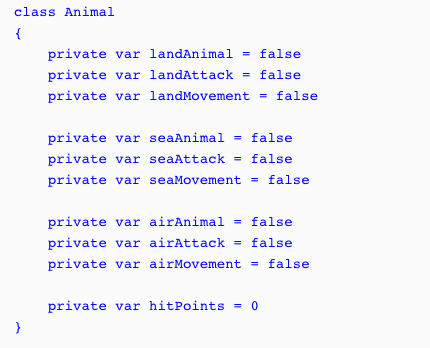 class Animal
{
    private var landAnimal = false
    private var landAttack = false
    private var landMovement = false

    private var seaAnimal = false
    private var seaAttack = false
    private var seaMovement = false

    private var airAnimal = false
    private var airAttack = false
    private var airMovement = false

    private var hitPoints = 0
}